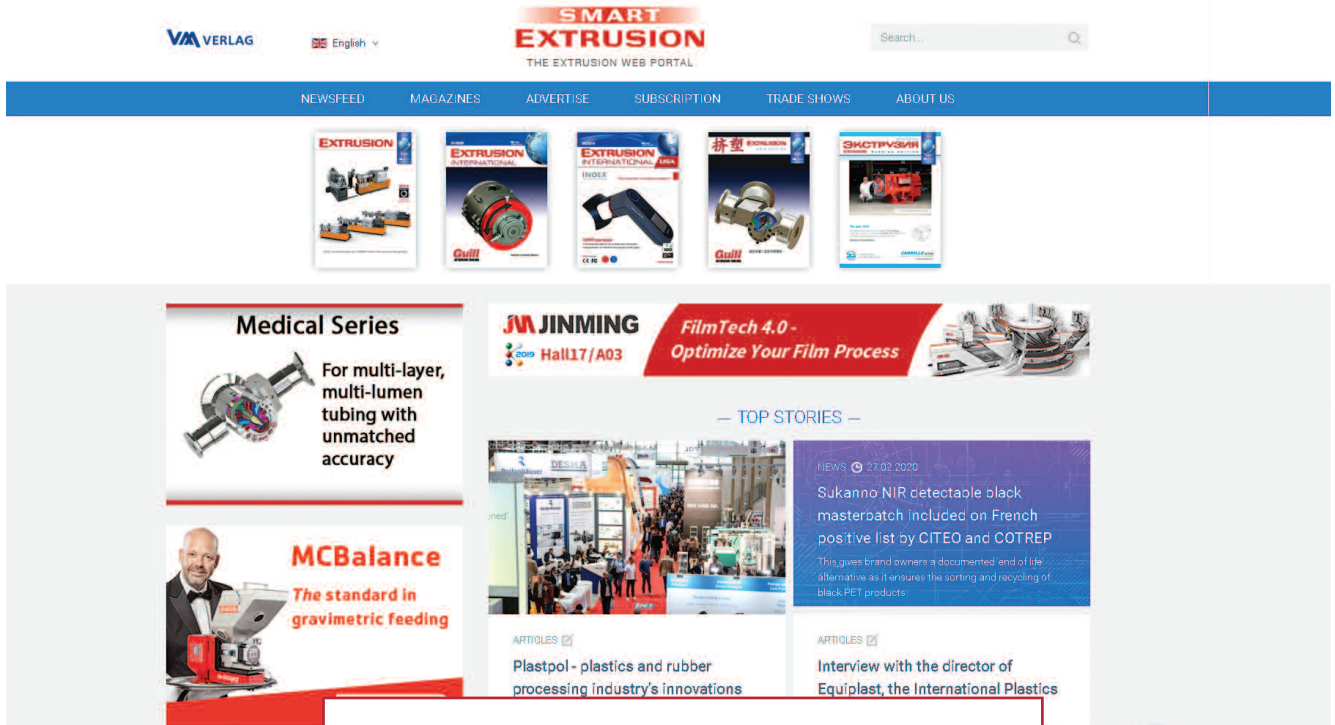 VM VERLAG
English
SMART
EXTRUSION
THE EXTRUSION WEB PORTAL
Search...
NEWSFEED MAGAZINES ADVERTISE SUBSCRIPTION TRADE SHOWS ABOUT US
EXTRUSION
EXTRUSION
INTERNATIONAL
Guill
EXTRUSION
INTERNATIONAL USA
INOEX
挤塑 EXTRUSION
Guill
ЭКСТРУЗИЯ
Medical Series
For multi-layer,
multi-lumen
tubing with
unmatched
accuracy
JM JINMING
2019 Hall17/A03
FilmTech 4.0 -
Optimize Your Film Process
— TOP STORIES —
DESMA
NEWS 27.02.2020
Sukanno NIR detectable black
masterbatch included on French
positive list by CITEO and COTREP
This gives brand owners a documented 'end of life'
alternative as it ensures the sorting and recycling of
black PET products
MCBalance
The standard in
gravimetric feeding
ARTICLES
Plastpol - plastics and rubber
processing industry's innovations
ARTICLES
Interview with the director of
Equiplast, the International Plastics